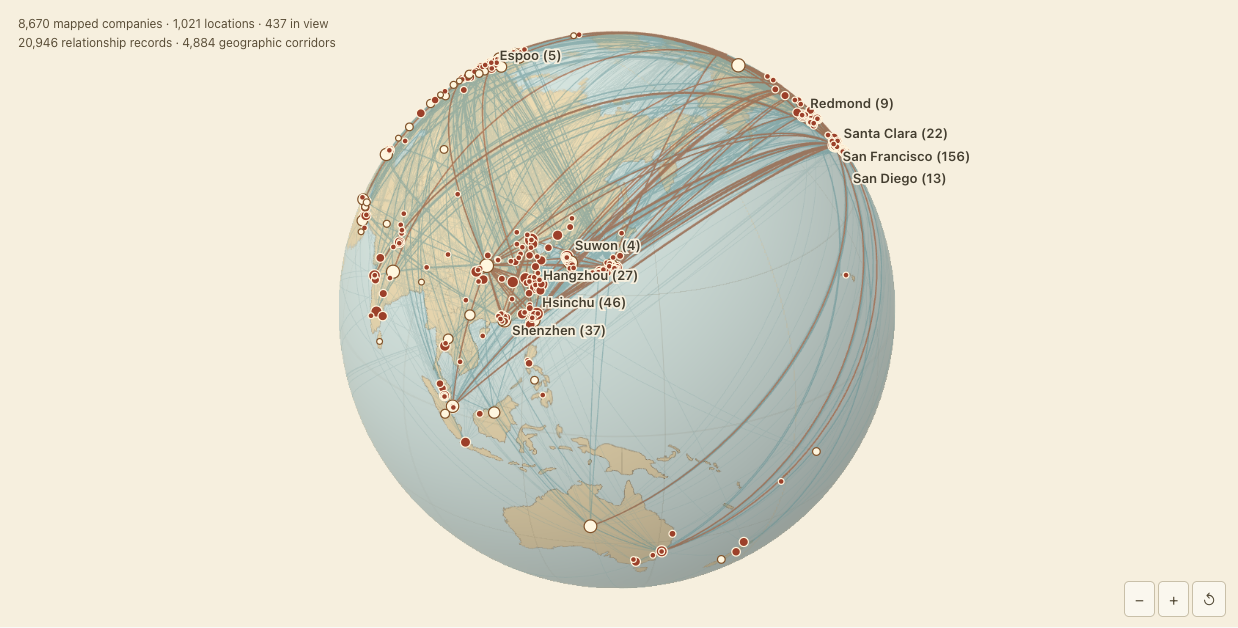 8,670 mapped companies · 1,021 locations · 437 in view
20,946 relationship records · 4,884 geographic corridors
Espoo (5)
Redmond (9)
Santa Clara (22)
San Francisco (156)
San Diego (13)
Suwon (4)
Hangzhou (27)
Hsinchu (46)
Shenzhen (37)
− + ↺